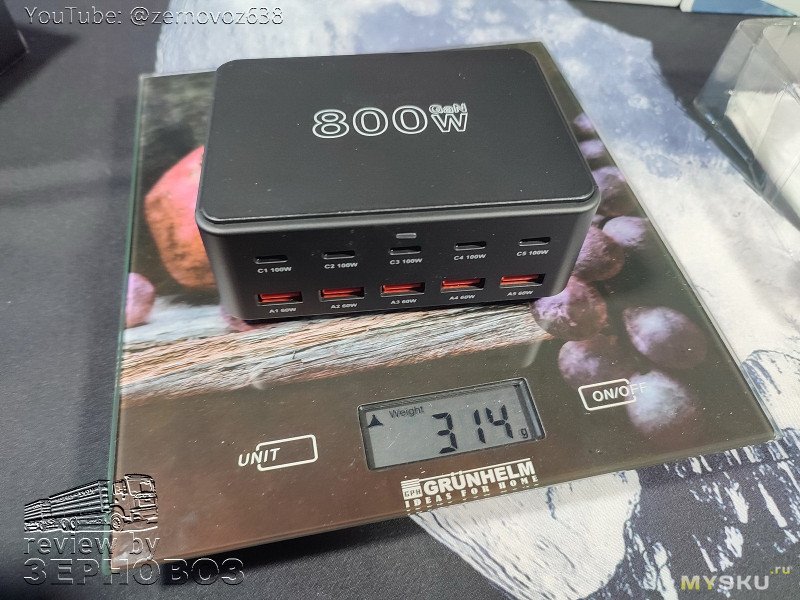 YouTube: @zernovoz638
800W GaN
C1 100W C2 100W C3 100W C4 100W C5 100W
A1 60W A2 60W A3 60W A4 60W A5 60W
Weight
314 g
UNIT
ON/OFF
GPH GRÜNHELM
IDEAS FOR HOME
review by
ЗЕРНОВОЗ
MYSKU.ru